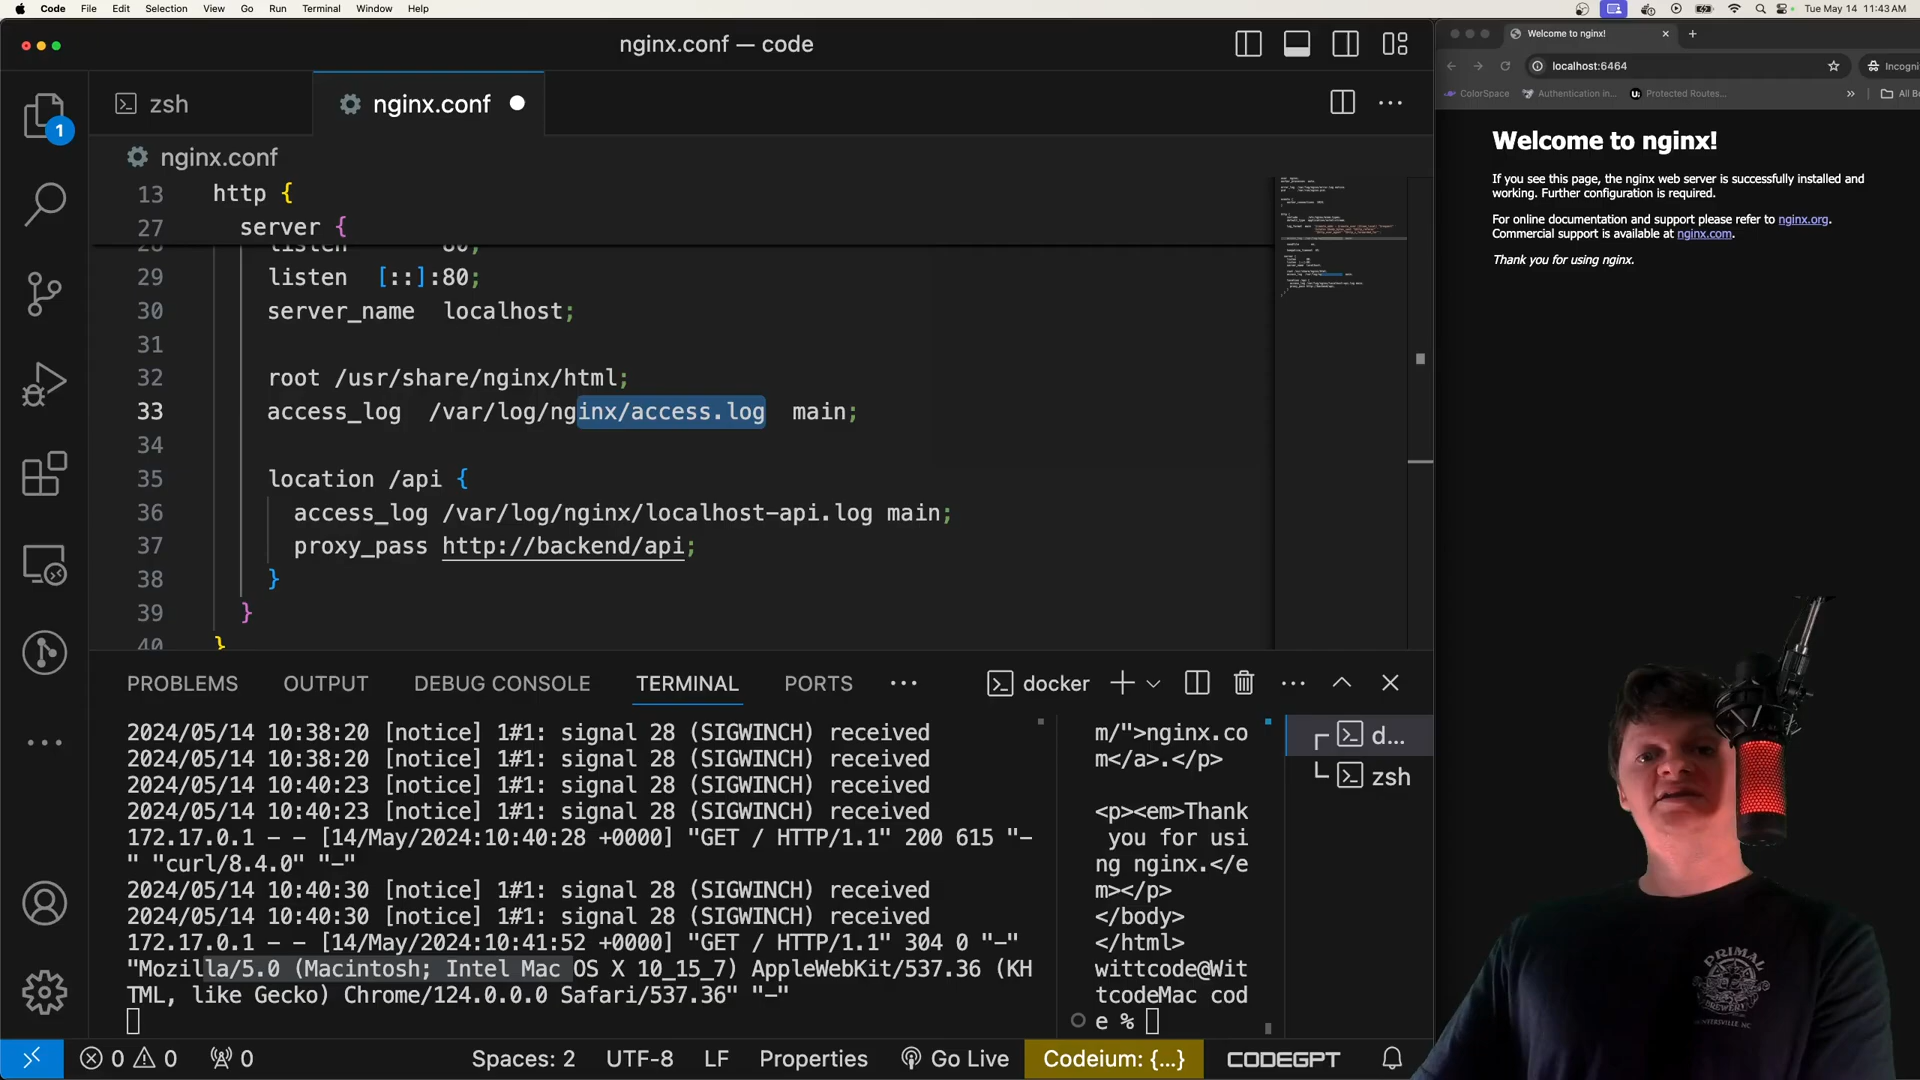 Code File Edit Selection View Go Run Terminal Window Help
Tue May 14 11:43 AM
nginx.conf — code
zsh
nginx.conf
nginx.conf
1
13 http {
27 server {
29 listen [::]:80;
30 server_name localhost;
31
32 root /usr/share/nginx/html;
33 access_log /var/log/nginx/access.log main;
34
35 location /api {
36 access_log /var/log/nginx/localhost-api.log main;
37 proxy_pass http://backend/api;
38 }
39 }
40 }
PROBLEMS OUTPUT DEBUG CONSOLE TERMINAL PORTS ... docker
2024/05/14 10:38:20 [notice] 1#1: signal 28 (SIGWINCH) received
2024/05/14 10:38:20 [notice] 1#1: signal 28 (SIGWINCH) received
2024/05/14 10:40:23 [notice] 1#1: signal 28 (SIGWINCH) received
2024/05/14 10:40:23 [notice] 1#1: signal 28 (SIGWINCH) received
172.17.0.1 - - [14/May/2024:10:40:28 +0000] "GET / HTTP/1.1" 200 615 "-
" "curl/8.4.0" "-"
2024/05/14 10:40:30 [notice] 1#1: signal 28 (SIGWINCH) received
2024/05/14 10:40:30 [notice] 1#1: signal 28 (SIGWINCH) received
172.17.0.1 - - [14/May/2024:10:41:52 +0000] "GET / HTTP/1.1" 304 0 "-"
"Mozilla/5.0 (Macintosh; Intel Mac OS X 10_15_7) AppleWebKit/537.36 (KH
TML, like Gecko) Chrome/124.0.0.0 Safari/537.36" "-"
m/">nginx.co
m</a>.</p>
<p><em>Thank
you for usi
ng nginx.</e
m></p>
</body>
</html>
wittcode@Wit
tcodeMac cod
e %
d...
zsh
0 0 0 Spaces: 2 UTF-8 LF Properties Go Live Codeium: {...} CODEGPT
Welcome to nginx!
localhost:6464
Incogni
ColorSpace Authentication in... Protected Routes... » All Bo
Welcome to nginx!
If you see this page, the nginx web server is successfully installed and
working. Further configuration is required.
For online documentation and support please refer to nginx.org.
Commercial support is available at nginx.com.
Thank you for using nginx.
PRIMAL
BREWERY